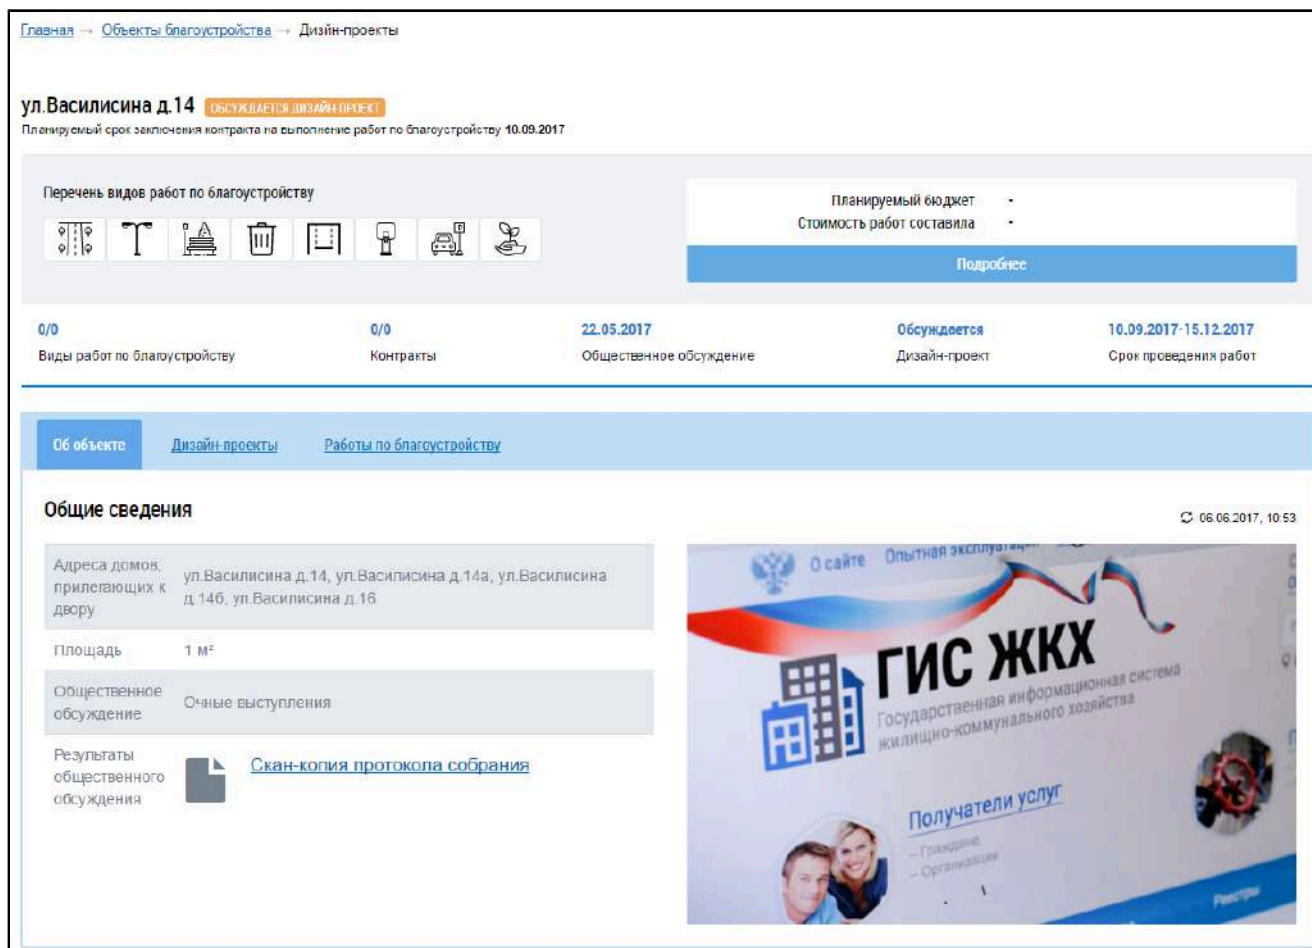 Главная → Объекты благоустройства → Дизйн-проекты
ул.Василисина д.14 ОБСУЖДАЕТСЯ ДИЗАЙН-ПРОЕКТ
Планируемый срок заключения контракта на выполнение работ по благоустройству 10.09.2017
Перечень видов работ по благоустройству
Планируемый бюджет -
Стоимость работ составила -
Подробнее
0/0 0/0 22.05.2017 Обсуждается 10.09.2017-15.12.2017
Виды работ по благоустройству Контракты Общественное обсуждение Дизайн-проект Срок проведения работ
Об объекте Дизайн-проекты Работы по благоустройству
Общие сведения
06.06.2017, 10:53
Адреса домов,
прилегающих к
двору
ул.Василисина д.14, ул.Василисина д.14а, ул.Василисина
д.14б, ул.Василисина д.16
Площадь 1 м²
Общественное
обсуждение
Очные выступления
Результаты
общественного
обсуждения
Скан-копия протокола собрания
О сайте Опытная эксплуатация
ГИС ЖКХ
Государственная информационная система
жилищно-коммунального хозяйства
Получатели услуг
– Граждане
– Организации
Реестры